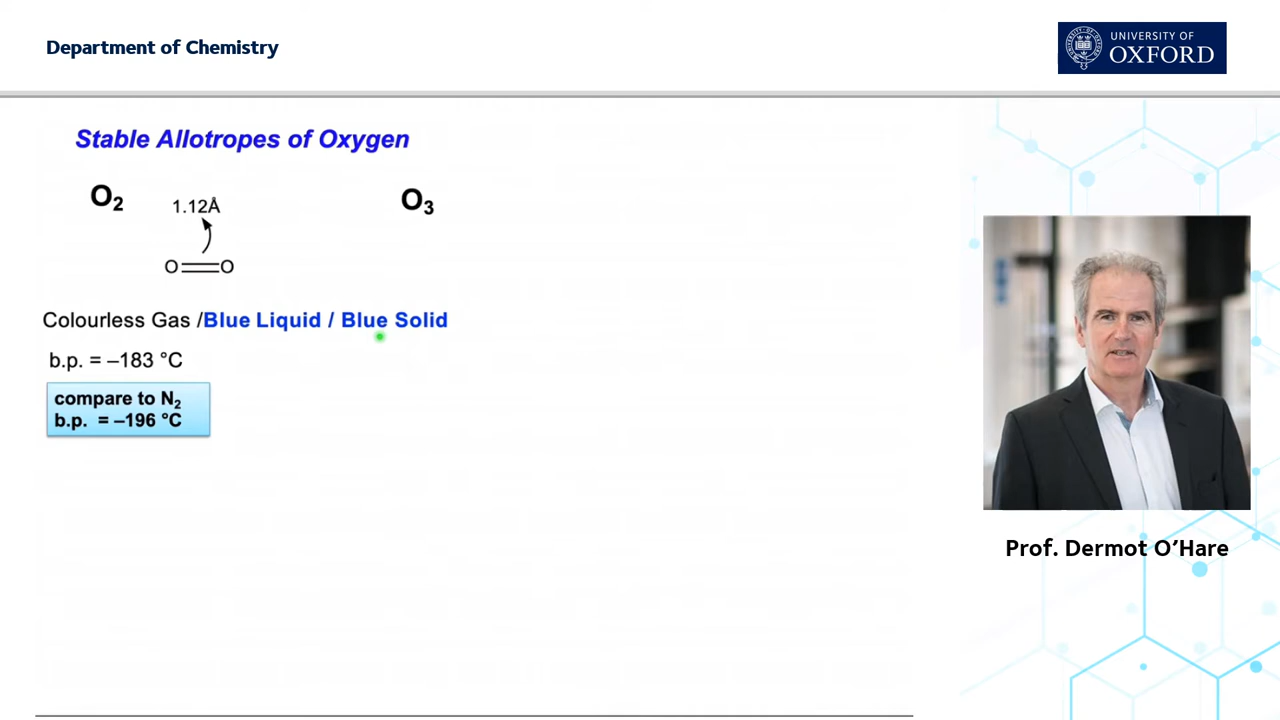 Department of Chemistry
UNIVERSITY OF
OXFORD
Stable Allotropes of Oxygen
O₂
1.12Å
O₃
O=O
Colourless Gas /Blue Liquid / Blue Solid
b.p. = –183 °C
compare to N₂
b.p. = –196 °C
Prof. Dermot O’Hare